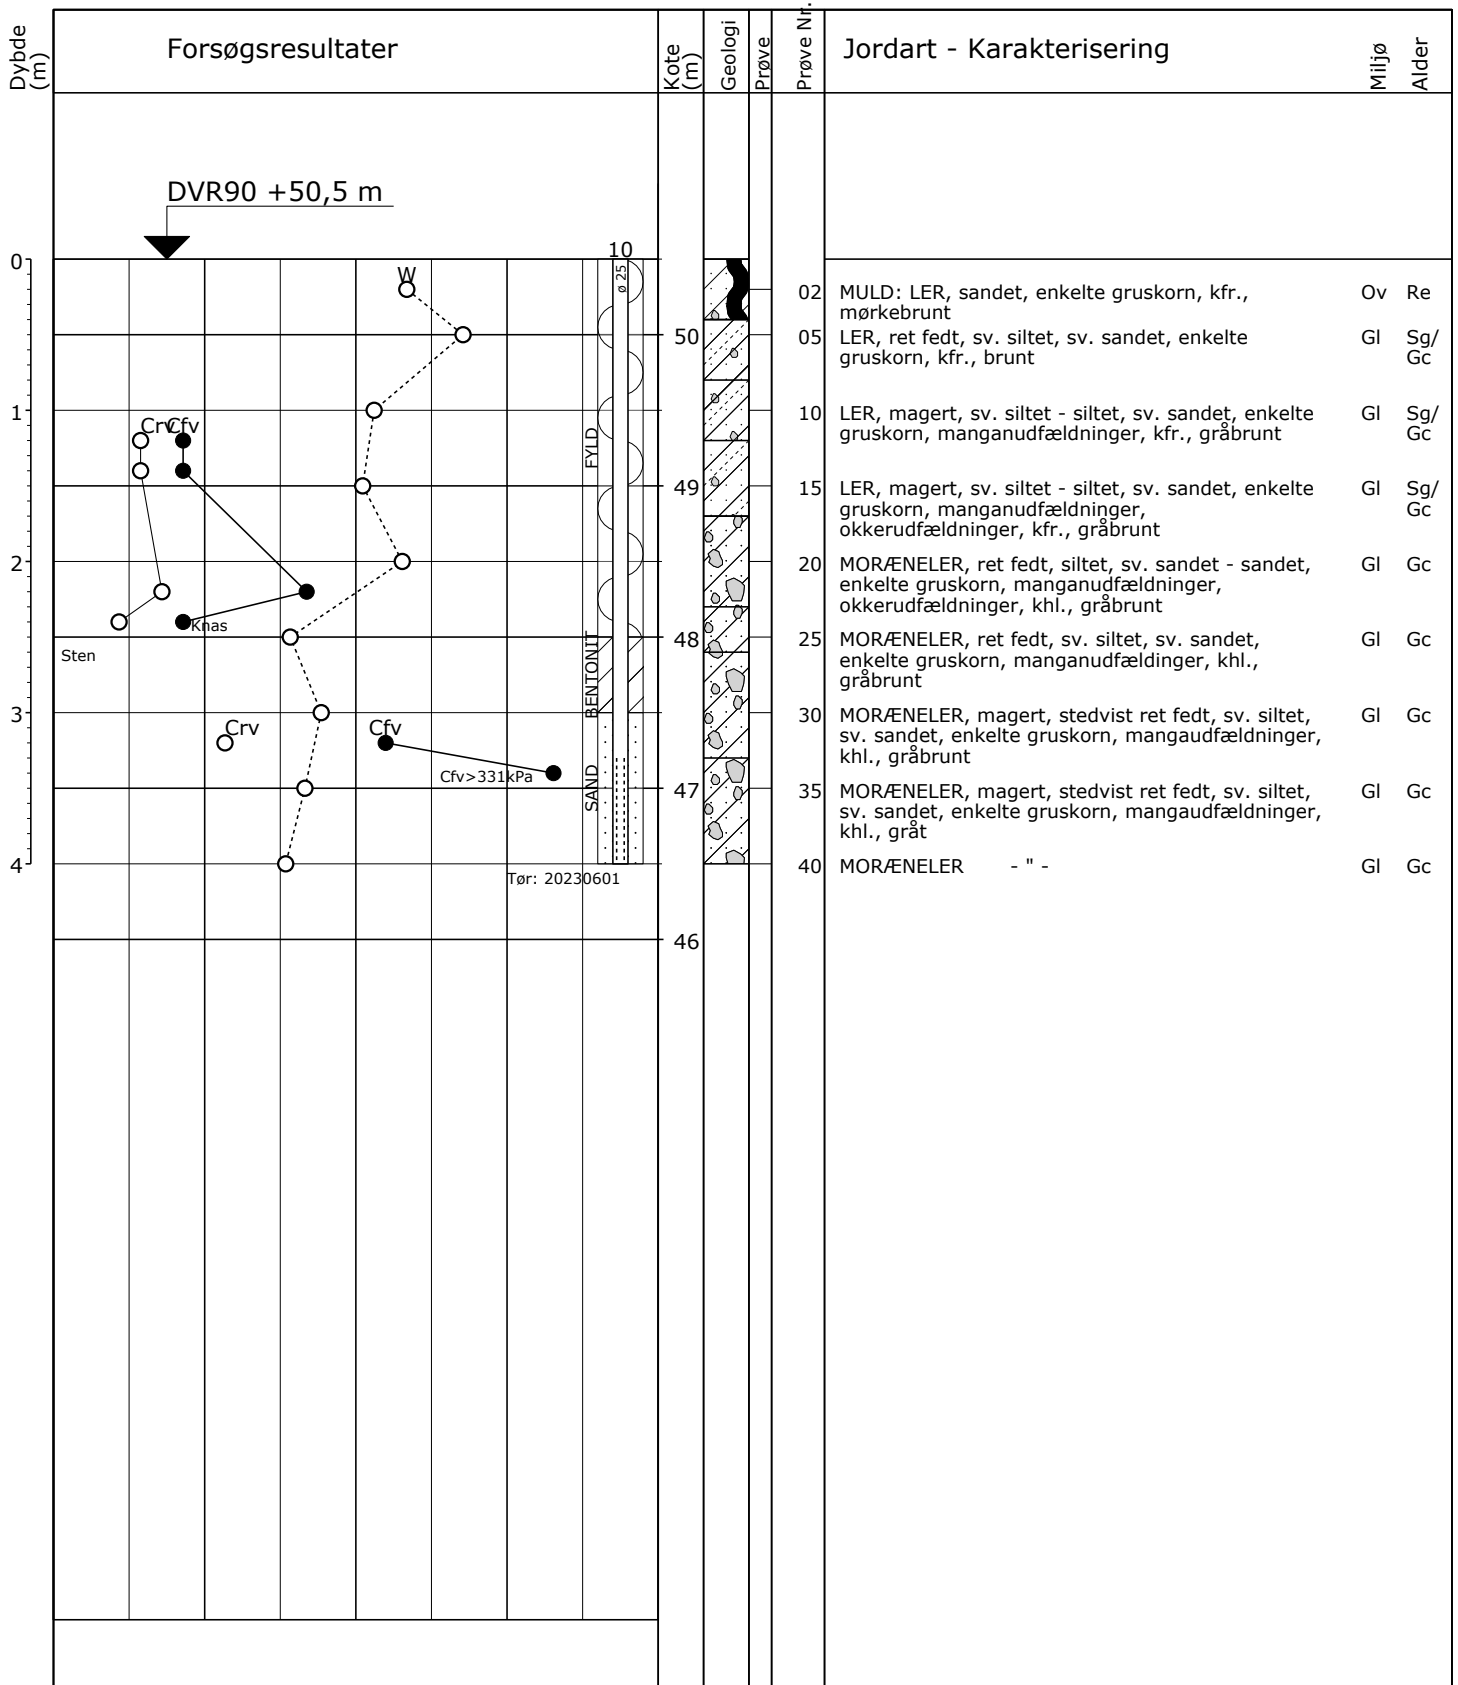 Dybde
(m)
Forsøgsresultater
Kote
(m)
Geologi
Prøve
Prøve Nr.
Jordart - Karakterisering
Miljø
Alder
DVR90 +50,5 m
10
ø 25
0
1
2
3
4
W
Crv
Cfv
Knas
Sten
Crv
Cfv
Cfv>331kPa
FYLD
BENTONIT
SAND
Tør: 20230601
50
49
48
47
46
02 MULD: LER, sandet, enkelte gruskorn, kfr., Ov Re
mørkebrunt
05 LER, ret fedt, sv. siltet, sv. sandet, enkelte Gl Sg/
gruskorn, kfr., brunt Gc
10 LER, magert, sv. siltet - siltet, sv. sandet, enkelte Gl Sg/
gruskorn, manganudfældninger, kfr., gråbrunt Gc
15 LER, magert, sv. siltet - siltet, sv. sandet, enkelte Gl Sg/
gruskorn, manganudfældninger, Gc
okkerudfældninger, kfr., gråbrunt
20 MORÆNELER, ret fedt, siltet, sv. sandet - sandet, Gl Gc
enkelte gruskorn, manganudfældninger,
okkerudfældninger, khl., gråbrunt
25 MORÆNELER, ret fedt, sv. siltet, sv. sandet, Gl Gc
enkelte gruskorn, manganudfældinger, khl.,
gråbrunt
30 MORÆNELER, magert, stedvist ret fedt, sv. siltet, Gl Gc
sv. sandet, enkelte gruskorn, mangaudfældninger,
khl., gråbrunt
35 MORÆNELER, magert, stedvist ret fedt, sv. siltet, Gl Gc
sv. sandet, enkelte gruskorn, mangaudfældninger,
khl., gråt
40 MORÆNELER - " - Gl Gc